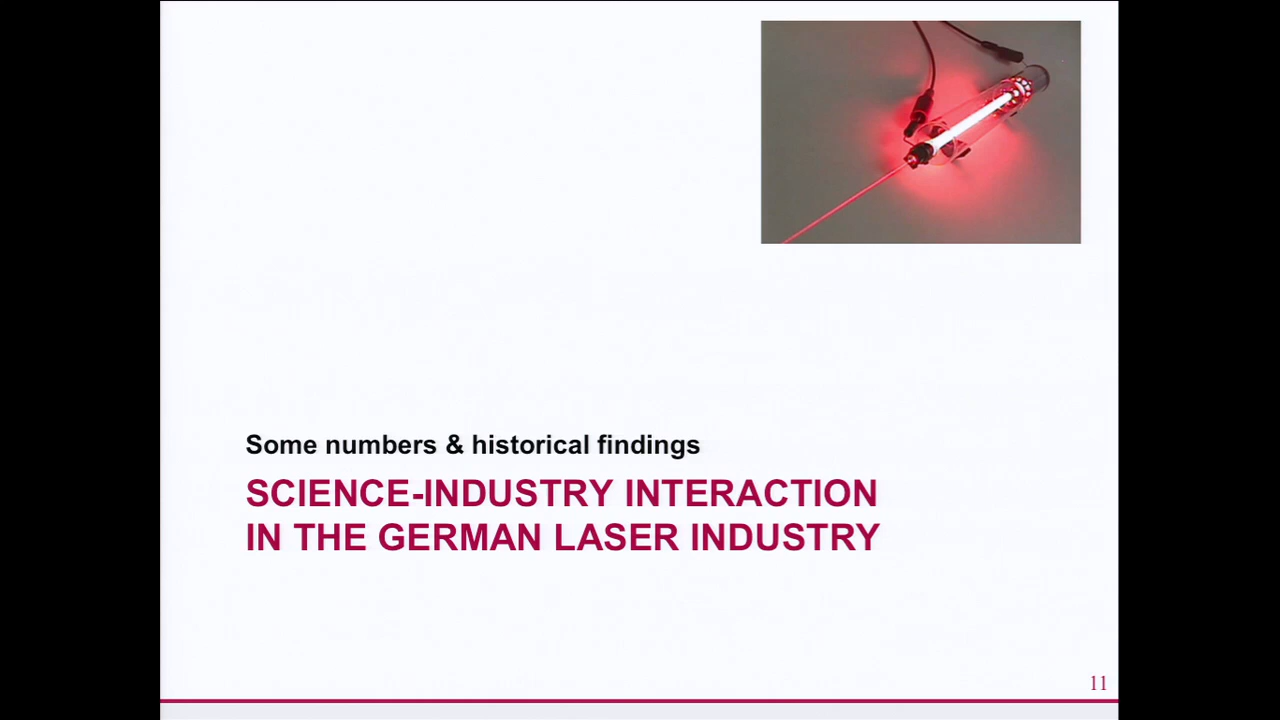 Some numbers & historical findings
SCIENCE-INDUSTRY INTERACTION
IN THE GERMAN LASER INDUSTRY
11